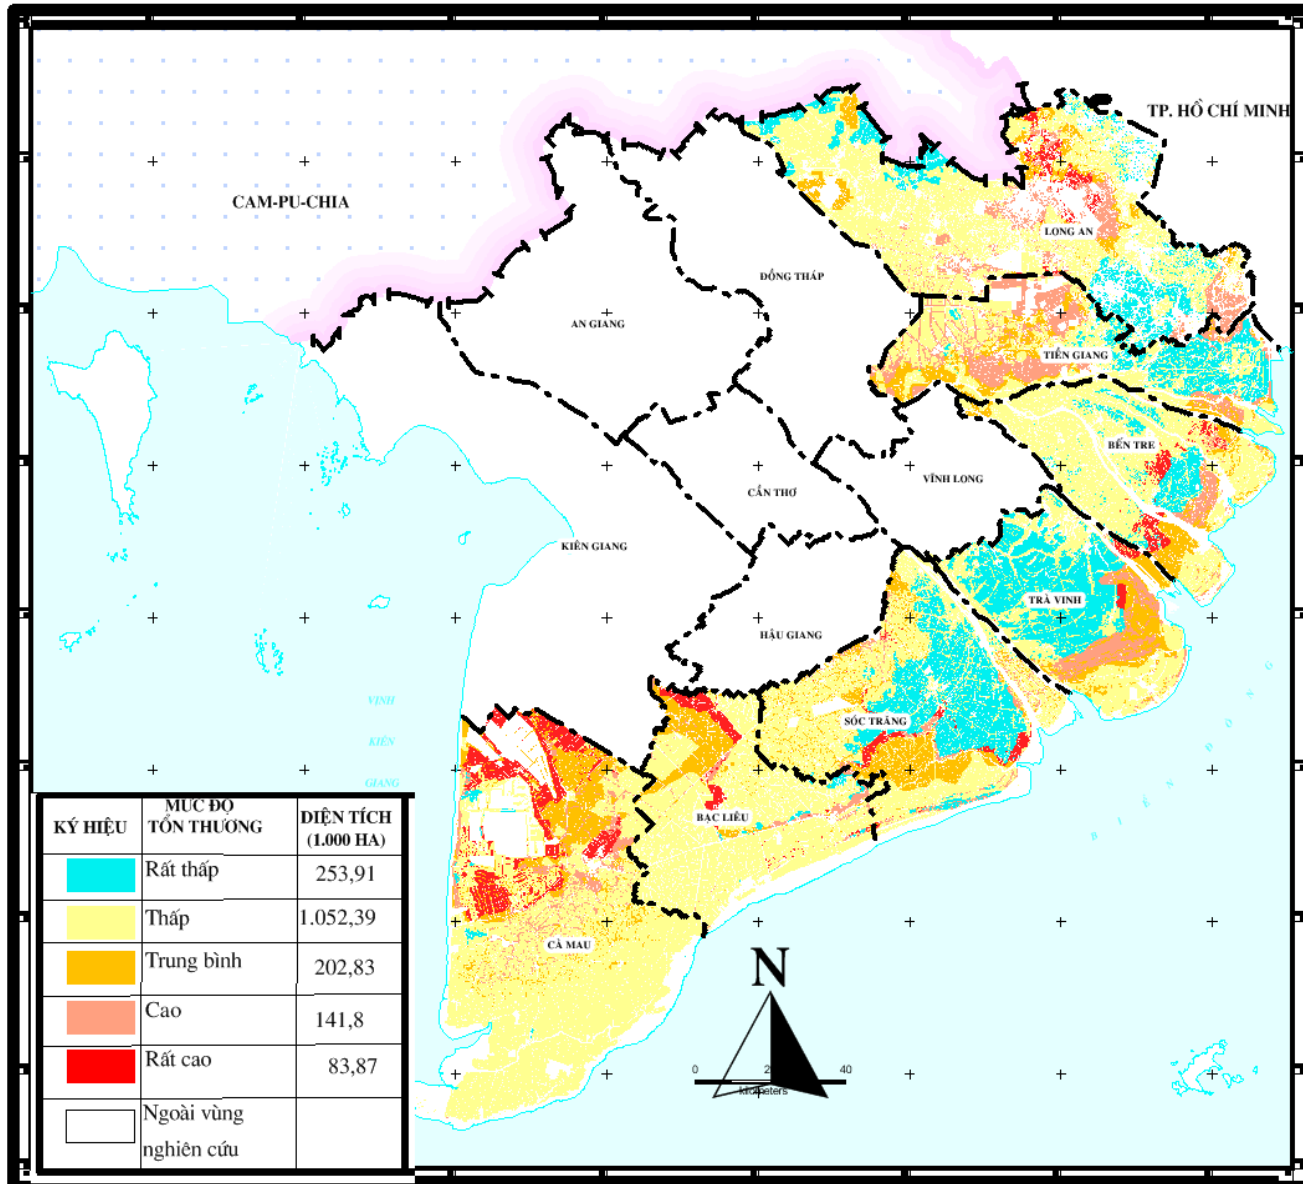 TP. HỒ CHÍ MINH
CAM-PU-CHIA
LONG AN
ĐỒNG THÁP
AN GIANG
TIỀN GIANG
BẾN TRE
VĨNH LONG
CẦN THƠ
KIÊN GIANG
TRÀ VINH
HẬU GIANG
VỊNH
KIÊN
GIANG
SÓC TRĂNG
BẠC LIÊU
CÀ MAU
BIỂN ĐÔNG
KÝ HIỆU
MỨC ĐỘ
TỔN THƯƠNG
DIỆN TÍCH
(1.000 HA)
Rất thấp
253,91
Thấp
1.052,39
Trung bình
202,83
Cao
141,8
Rất cao
83,87
Ngoài vùng
nghiên cứu
N
0
40
kilometers